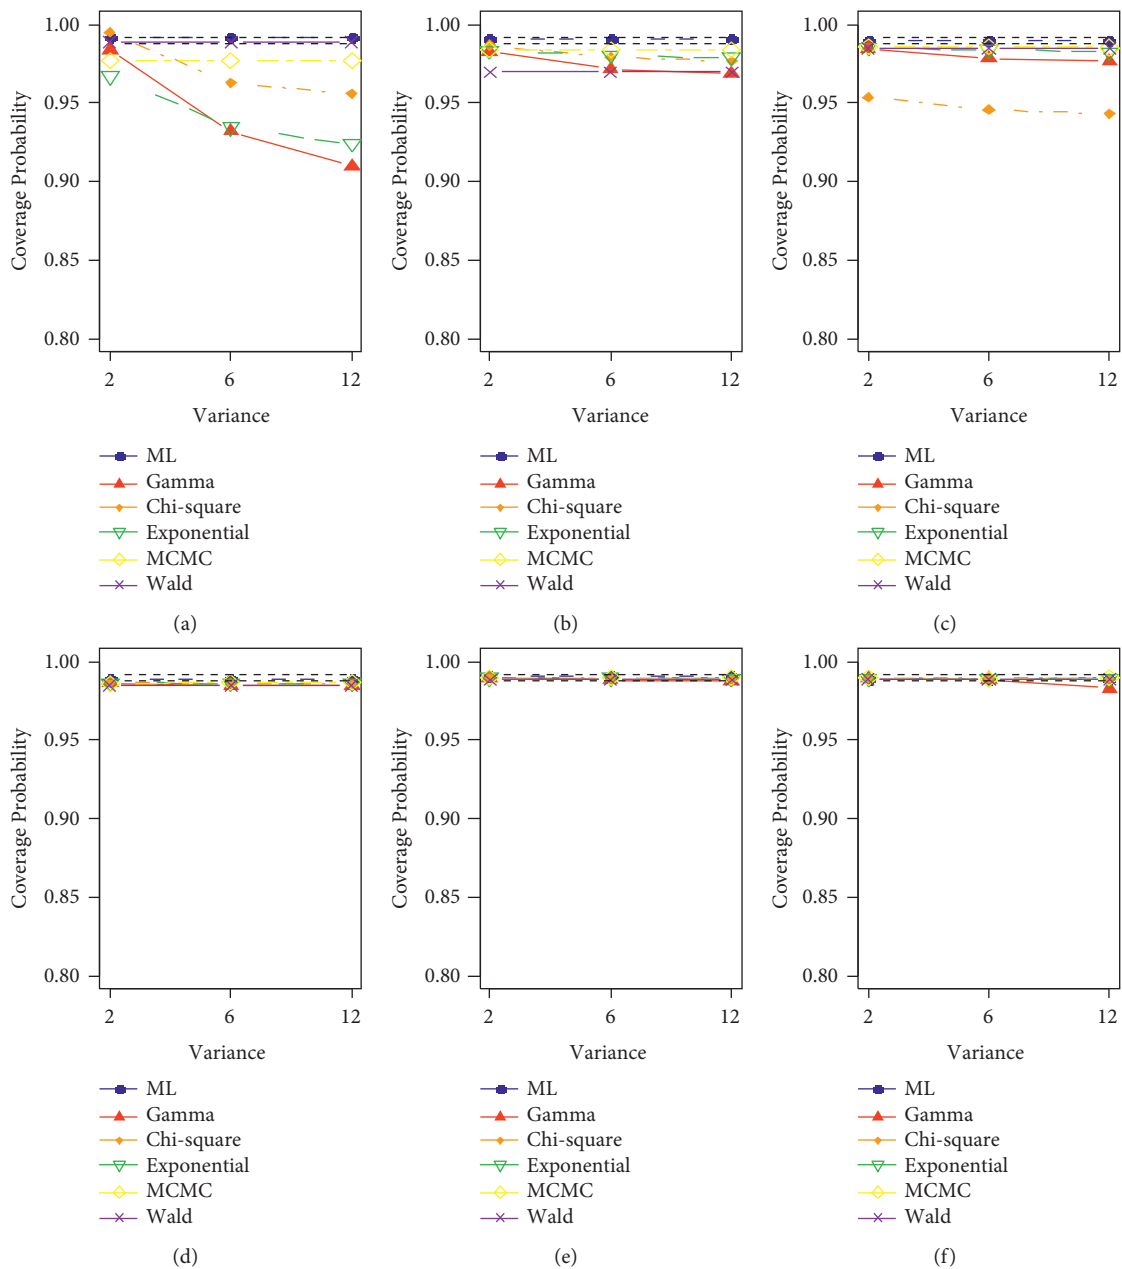 Coverage Probability
1.00
0.95
0.90
0.85
0.80
2 6 12
Variance
ML
Gamma
Chi-square
Exponential
MCMC
Wald
(a)
Coverage Probability
1.00
0.95
0.90
0.85
0.80
2 6 12
Variance
ML
Gamma
Chi-square
Exponential
MCMC
Wald
(b)
Coverage Probability
1.00
0.95
0.90
0.85
0.80
2 6 12
Variance
ML
Gamma
Chi-square
Exponential
MCMC
Wald
(c)
Coverage Probability
1.00
0.95
0.90
0.85
0.80
2 6 12
Variance
ML
Gamma
Chi-square
Exponential
MCMC
Wald
(d)
Coverage Probability
1.00
0.95
0.90
0.85
0.80
2 6 12
Variance
ML
Gamma
Chi-square
Exponential
MCMC
Wald
(e)
Coverage Probability
1.00
0.95
0.90
0.85
0.80
2 6 12
Variance
ML
Gamma
Chi-square
Exponential
MCMC
Wald
(f)